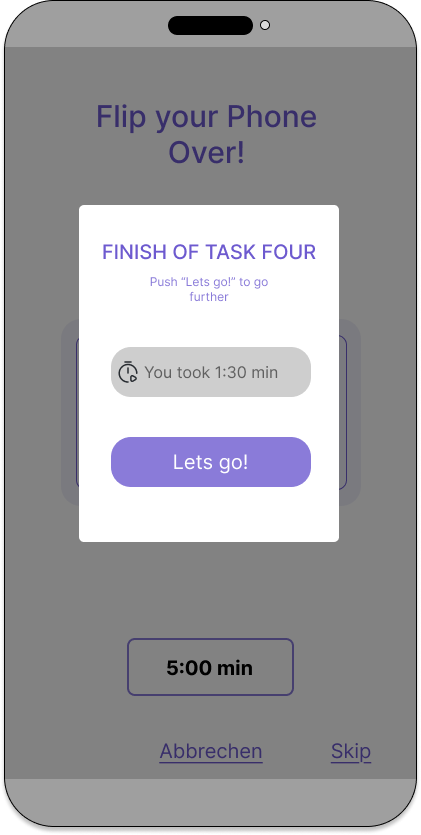 Flip your Phone
Over!
FINISH OF TASK FOUR
Push “Lets go!” to go
further
You took 1:30 min
Lets go!
5:00 min
Abbrechen Skip